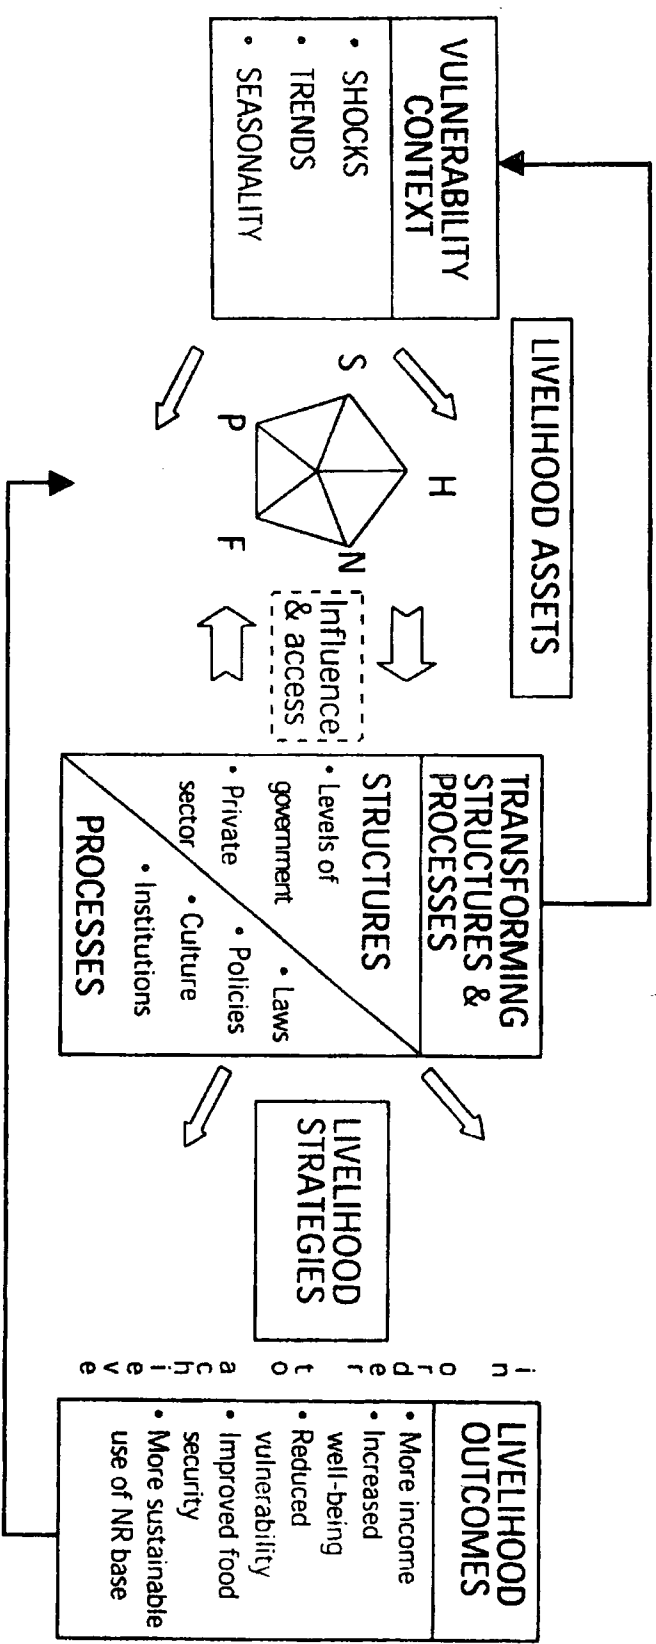 VULNERABILITY
CONTEXT
• SHOCKS
• TRENDS
• SEASONALITY
LIVELIHOOD ASSETS
H
S
N
P
F
Influence
& access
TRANSFORMING
STRUCTURES &
PROCESSES
STRUCTURES
• Levels of
government
• Private
sector
• Laws
• Policies
• Culture
• Institutions
PROCESSES
LIVELIHOOD
STRATEGIES
in order to achieve
LIVELIHOOD
OUTCOMES
• More income
• Increased
well-being
• Reduced
vulnerability
• Improved food
security
• More sustainable
use of NR base